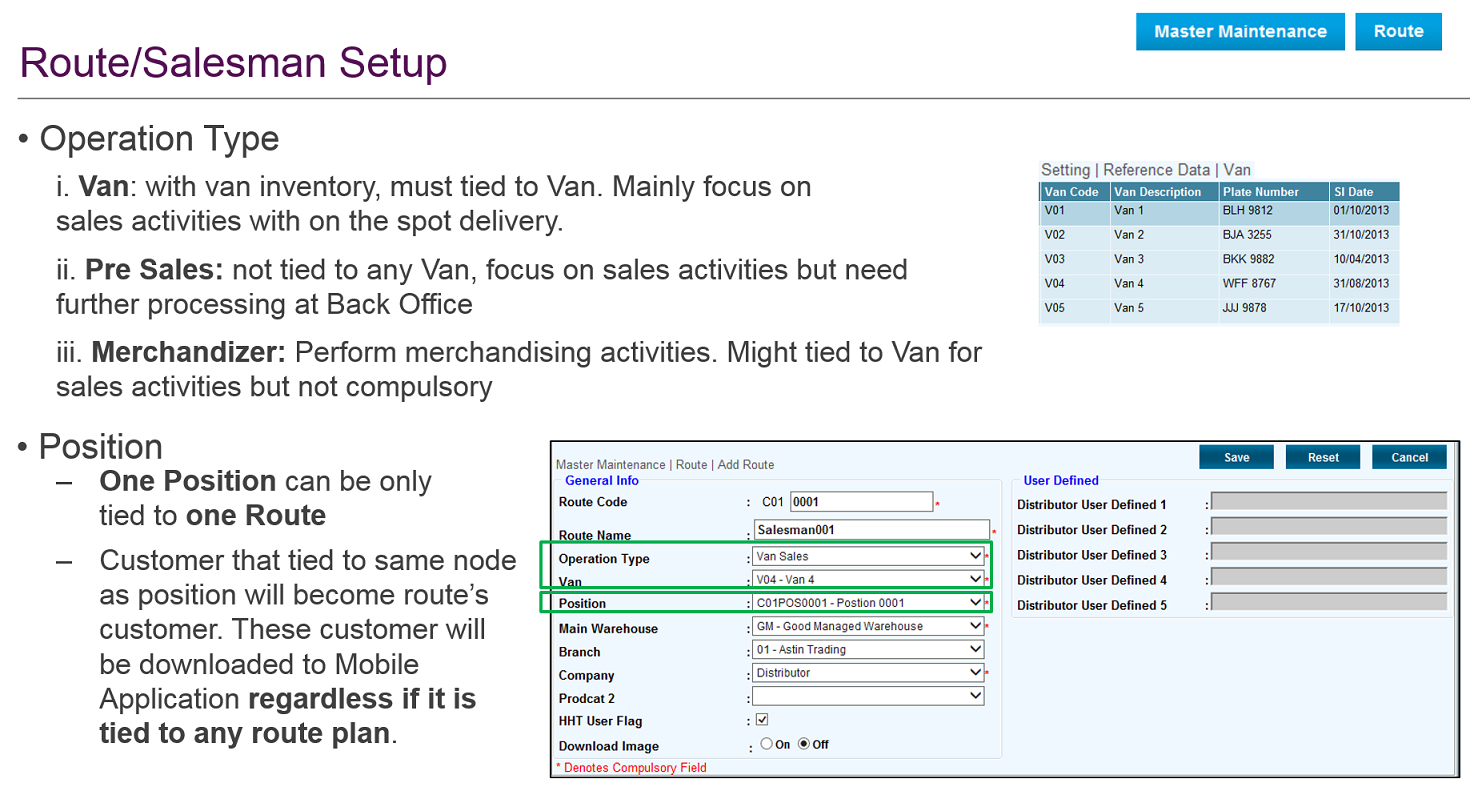 Master Maintenance
Route
Route/Salesman Setup
• Operation Type
i. Van: with van inventory, must tied to Van. Mainly focus on
sales activities with on the spot delivery.
ii. Pre Sales: not tied to any Van, focus on sales activities but need
further processing at Back Office
iii. Merchandizer: Perform merchandising activities. Might tied to Van for
sales activities but not compulsory
Setting | Reference Data | Van
Van Code Van Description Plate Number SI Date
V01 Van 1 BLH 9812 01/10/2013
V02 Van 2 BJA 3255 31/10/2013
V03 Van 3 BKK 9882 10/04/2013
V04 Van 4 WFF 8767 31/08/2013
V05 Van 5 JJJ 9878 17/10/2013
• Position
– One Position can be only
tied to one Route
– Customer that tied to same node
as position will become route’s
customer. These customer will
be downloaded to Mobile
Application regardless if it is
tied to any route plan.
Save Reset Cancel
Master Maintenance | Route | Add Route
General Info
Route Code : C01 0001 *
Route Name : Salesman001 *
Operation Type : Van Sales *
Van : V04 - Van 4 *
Position : C01POS0001 - Postion 0001 *
Main Warehouse : GM - Good Managed Warehouse *
Branch : 01 - Astin Trading
Company : Distributor *
Prodcat 2 :
HHT User Flag :
Download Image : On Off
* Denotes Compulsory Field
User Defined
Distributor User Defined 1 :
Distributor User Defined 2 :
Distributor User Defined 3 :
Distributor User Defined 4 :
Distributor User Defined 5 :